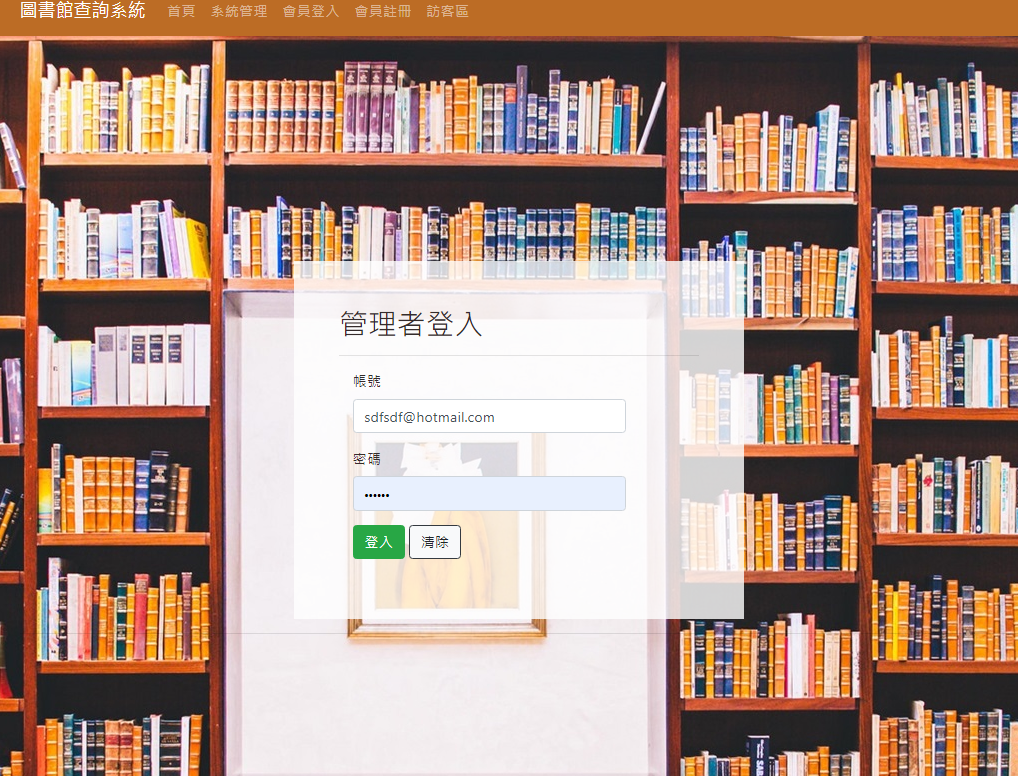 圖書館查詢系統 首頁 系統管理 會員登入 會員註冊 訪客區
管理者登入
帳號
sdfsdf@hotmail.com
密碼
••••••
登入 清除